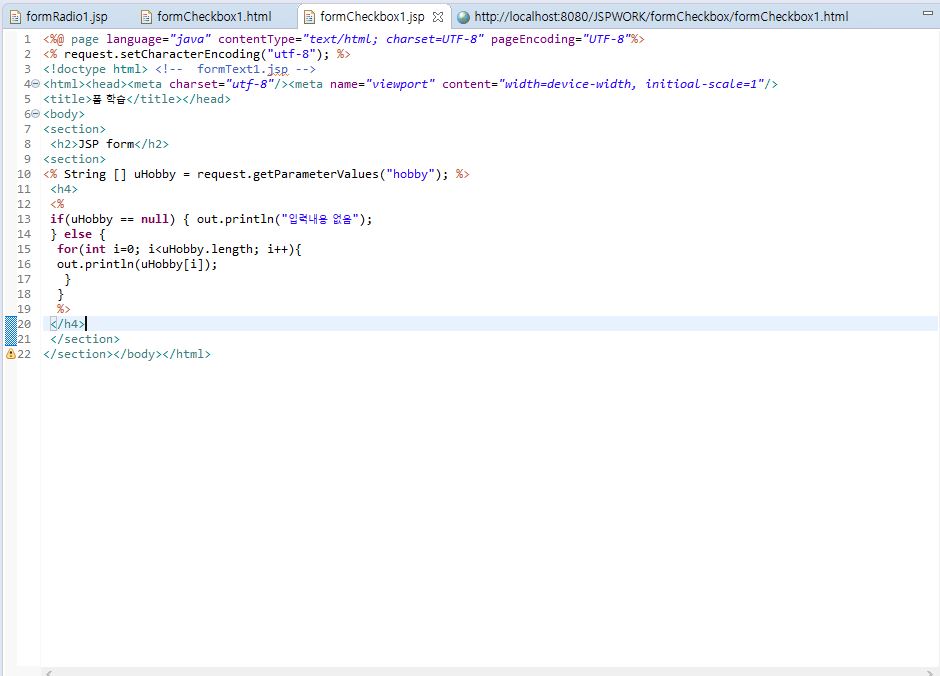 formRadio1.jsp formCheckbox1.html formCheckbox1.jsp http://localhost:8080/JSPWORK/formCheckbox/formCheckbox1.html
1 <%@ page language="java" contentType="text/html; charset=UTF-8" pageEncoding="UTF-8"%>
2 <% request.setCharacterEncoding("utf-8"); %>
3 <!doctype html> <!--  formText1.jsp -->
4 <html><head><meta charset="utf-8"/><meta name="viewport" content="width=device-width, initioal-scale=1"/>
5 <title>폼 학습</title></head>
6 <body>
7 <section>
8  <h2>JSP form</h2>
9 <section>
10 <% String [] uHobby = request.getParameterValues("hobby"); %>
11  <h4>
12  <%
13  if(uHobby == null) { out.println("입력내용 없음");
14  } else {
15   for(int i=0; i<uHobby.length; i++){
16   out.println(uHobby[i]);
17    }
18   }
19   %>
20  </h4>
21  </section>
22 </section></body></html>